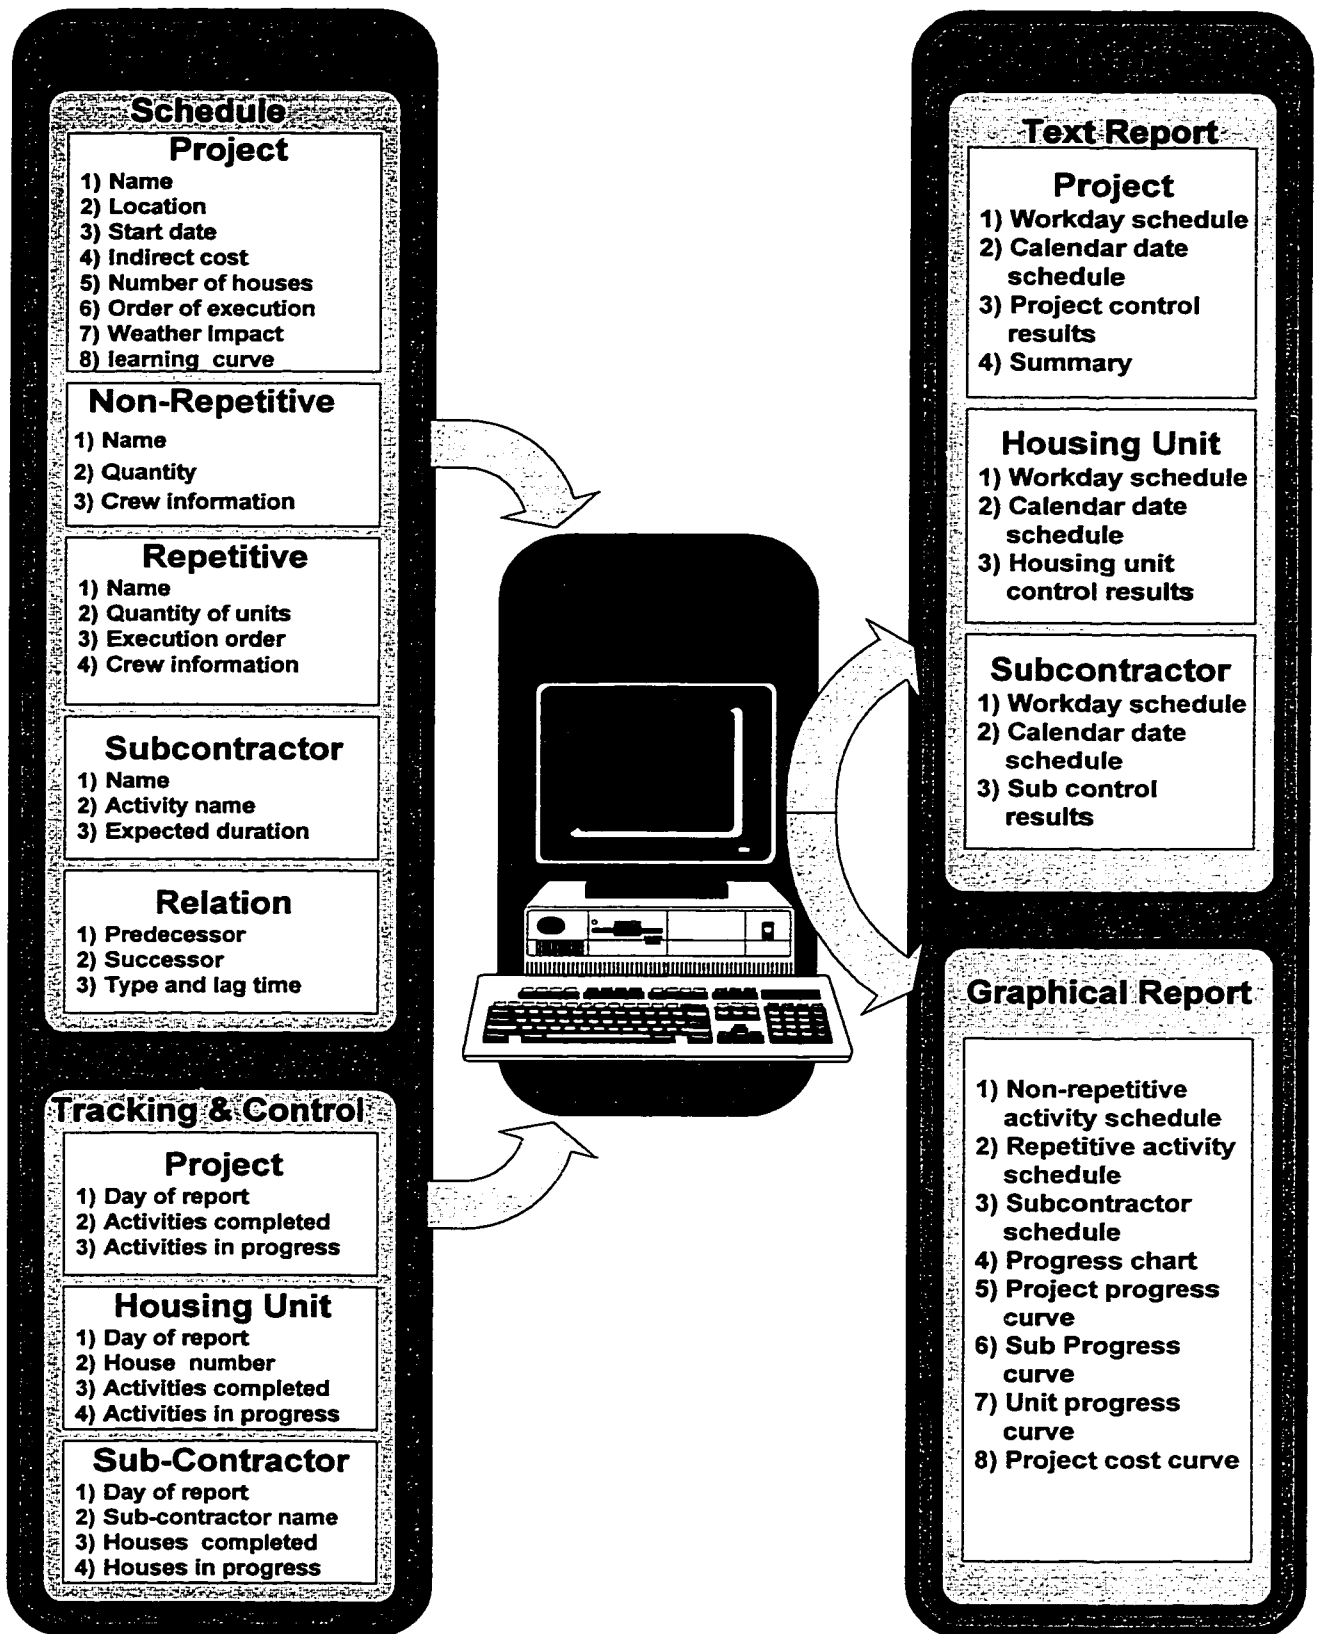 Schedule
Project
1) Name
2) Location
3) Start date
4) Indirect cost
5) Number of houses
6) Order of execution
7) Weather Impact
8) learning curve
Non-Repetitive
1) Name
2) Quantity
3) Crew information
Repetitive
1) Name
2) Quantity of units
3) Execution order
4) Crew information
Subcontractor
1) Name
2) Activity name
3) Expected duration
Relation
1) Predecessor
2) Successor
3) Type and lag time
Tracking & Control
Project
1) Day of report
2) Activities completed
3) Activities in progress
Housing Unit
1) Day of report
2) House number
3) Activities completed
4) Activities in progress
Sub-Contractor
1) Day of report
2) Sub-contractor name
3) Houses completed
4) Houses in progress
Text Report
Project
1) Workday schedule
2) Calendar date
schedule
3) Project control
results
4) Summary
Housing Unit
1) Workday schedule
2) Calendar date
schedule
3) Housing unit
control results
Subcontractor
1) Workday schedule
2) Calendar date
schedule
3) Sub control
results
Graphical Report
1) Non-repetitive
activity schedule
2) Repetitive activity
schedule
3) Subcontractor
schedule
4) Progress chart
5) Project progress
curve
6) Sub Progress
curve
7) Unit progress
curve
8) Project cost curve